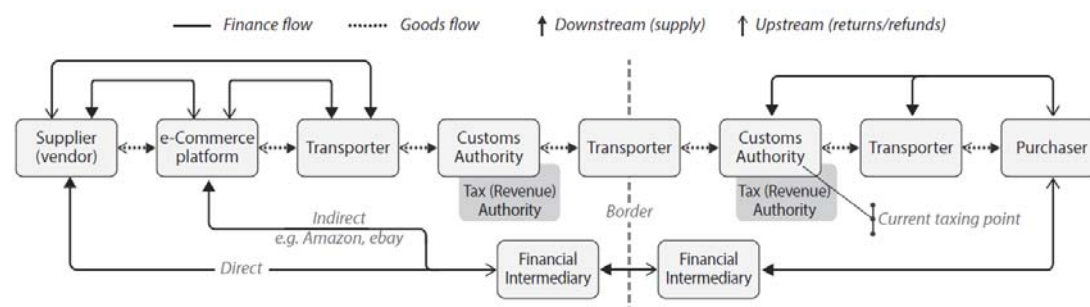 Finance flow
Goods flow
Downstream (supply)
Upstream (returns/refunds)
Supplier
(vendor)
e-Commerce
platform
Transporter
Customs
Authority
Tax (Revenue)
Authority
Transporter
Customs
Authority
Tax (Revenue)
Authority
Transporter
Purchaser
Indirect
e.g. Amazon, ebay
Border
Current taxing point
Direct
Financial
Intermediary
Financial
Intermediary